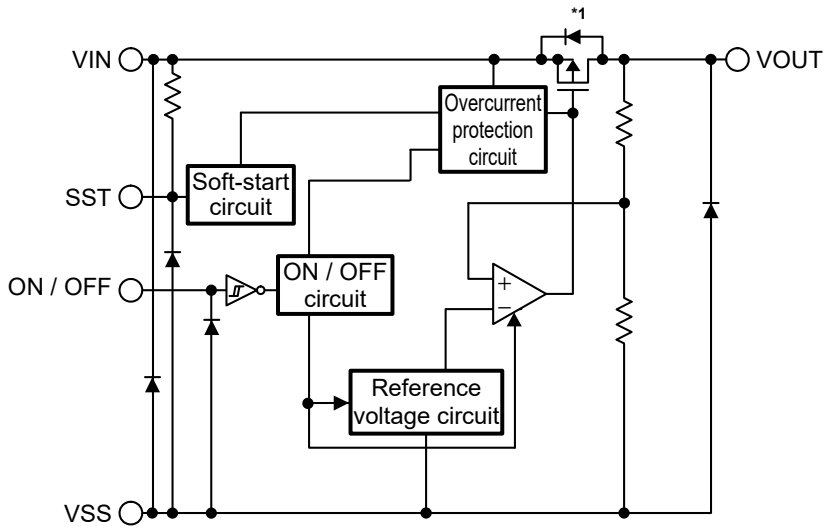 *1
VIN
VOUT
Overcurrent
protection
circuit
SST
Soft-start
circuit
ON / OFF
ON / OFF
circuit
+
−
Reference
voltage circuit
VSS